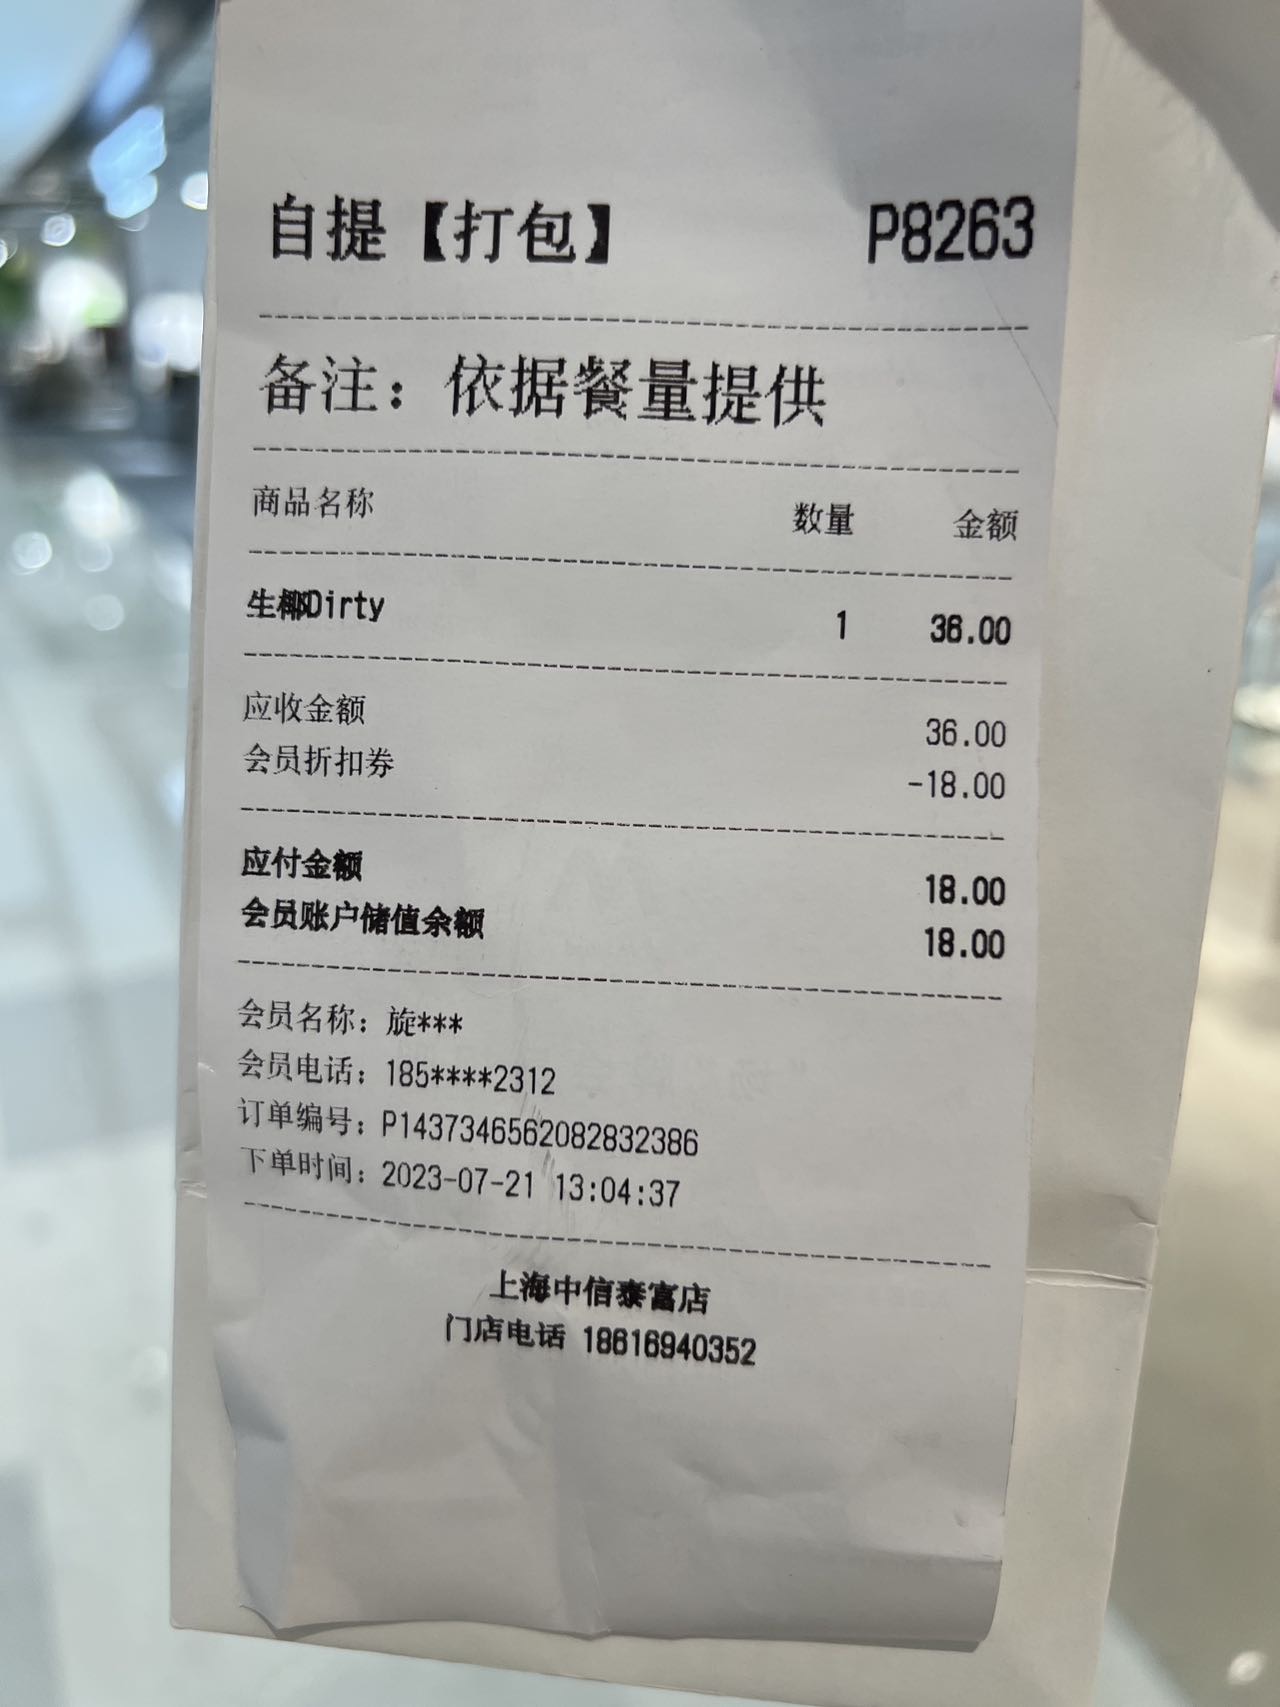 自提【打包】 P8263
备注：依据餐量提供
商品名称 数量 金额
生椰Dirty 1 36.00
应收金额 36.00
会员折扣券 -18.00
应付金额 18.00
会员账户储值余额 18.00
会员名称：旋***
会员电话：185****2312
订单编号：P1437346562082832386
下单时间：2023-07-21 13:04:37
上海中信泰富店
门店电话 18616940352